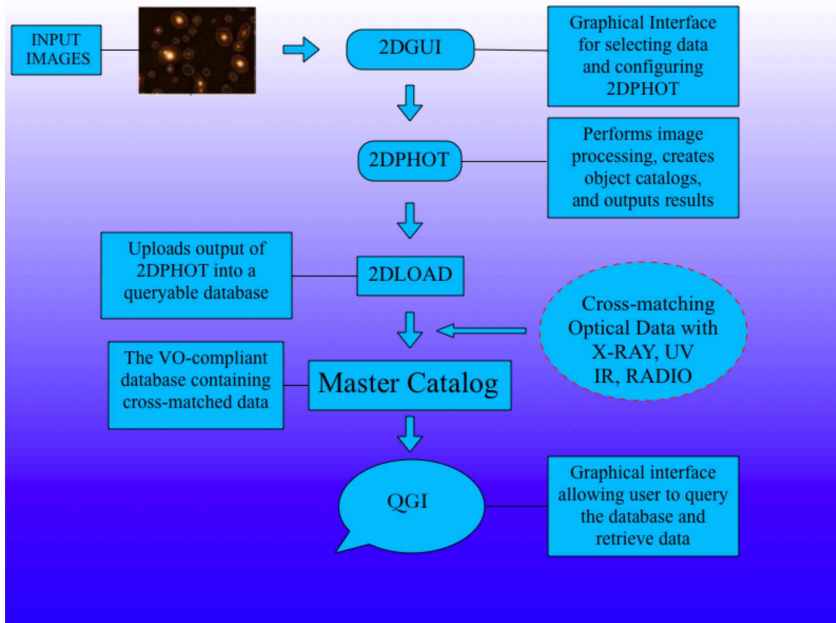 INPUT
IMAGES
2DGUI
Graphical Interface
for selecting data
and configuring
2DPHOT
2DPHOT
Performs image
processing, creates
object catalogs,
and outputs results
Uploads output of
2DPHOT into a
queryable database
2DLOAD
Cross-matching
Optical Data with
X-RAY, UV
IR, RADIO
The VO-compliant
database containing
cross-matched data
Master Catalog
QGI
Graphical interface
allowing user to query
the database and
retrieve data